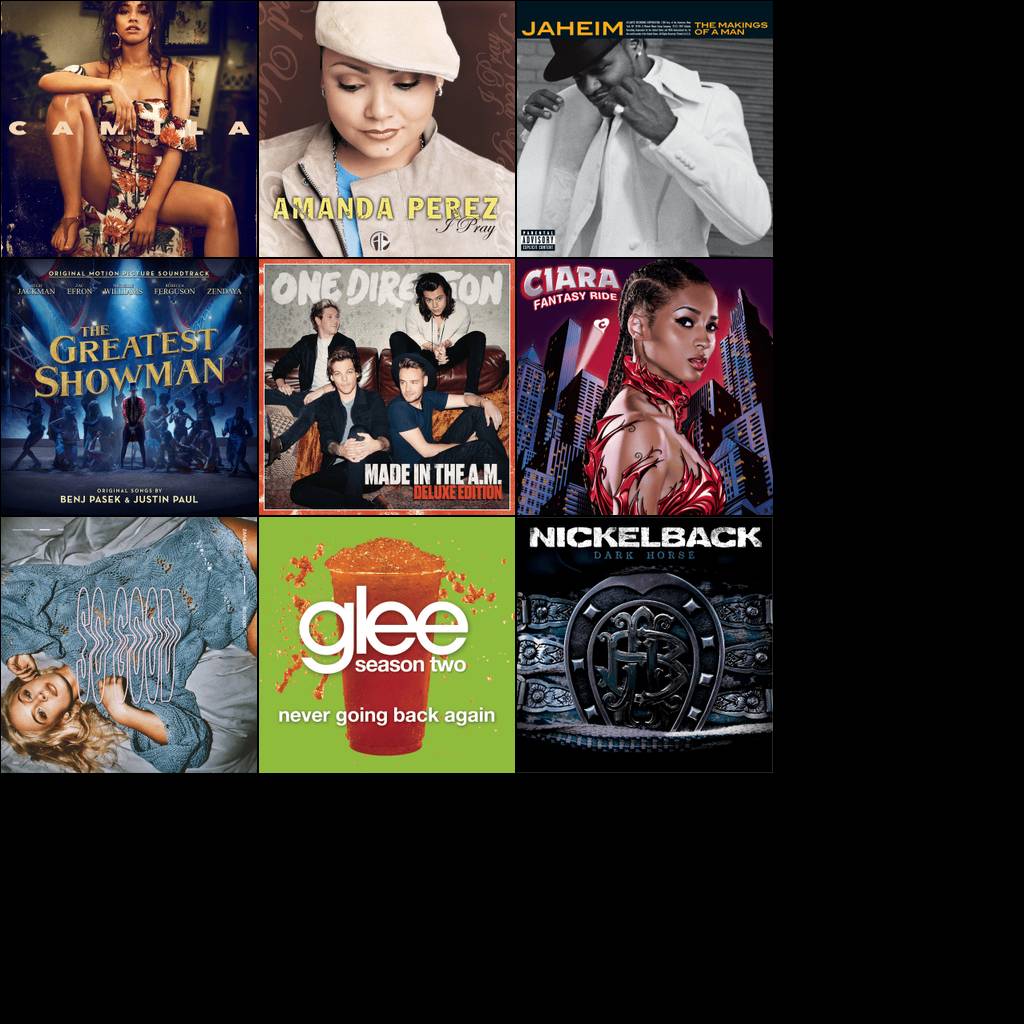 CAMILA
AMANDA PEREZ
I Pray
JAHEIM
THE MAKINGS
OF A MAN
PARENTAL
ADVISORY
EXPLICIT CONTENT
ORIGINAL MOTION PICTURE SOUNDTRACK
JACKMAN EFRON WILLIAMS FERGUSON ZENDAYA
THE
GREATEST
SHOWMAN
ORIGINAL SONGS BY
BENJ PASEK & JUSTIN PAUL
ONE DIRECTION
MADE IN THE A.M.
DELUXE EDITION
CIARA
FANTASY RIDE
C
SO GOOD
glee
season two
never going back again
NICKELBACK
DARK HORSE